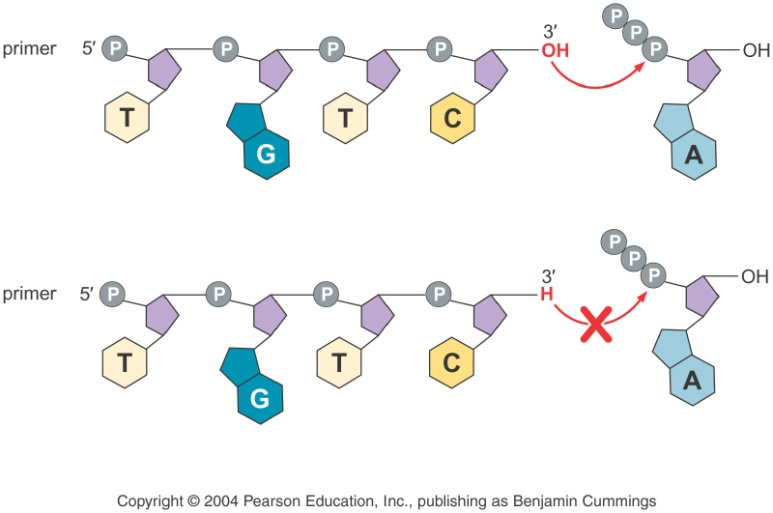 P
P
3′
primer 5′ P P P P OH P OH
T G T C A
P
P
3′
primer 5′ P P P P H P OH
T G T C A
Copyright © 2004 Pearson Education, Inc., publishing as Benjamin Cummings